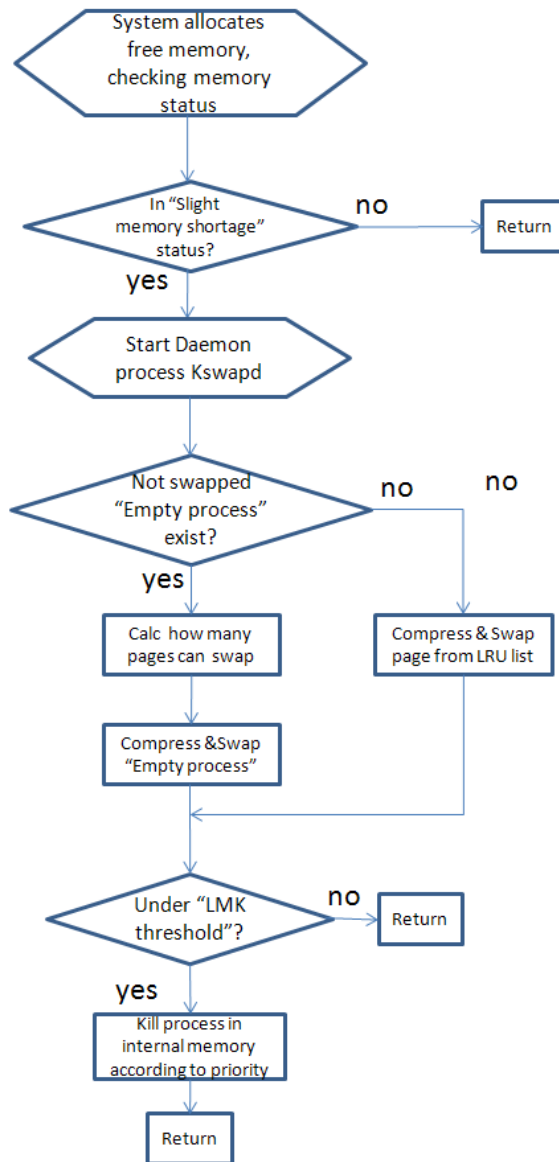 System allocates
free memory,
checking memory
status
In “Slight
memory shortage”
status?
no
Return
yes
Start Daemon
process Kswapd
Not swapped
“Empty process”
exist?
no
no
yes
Calc how many
pages can swap
Compress & Swap
page from LRU list
Compress &Swap
“Empty process”
Under “LMK
threshold”?
no
Return
yes
Kill process in
internal memory
according to priority
Return